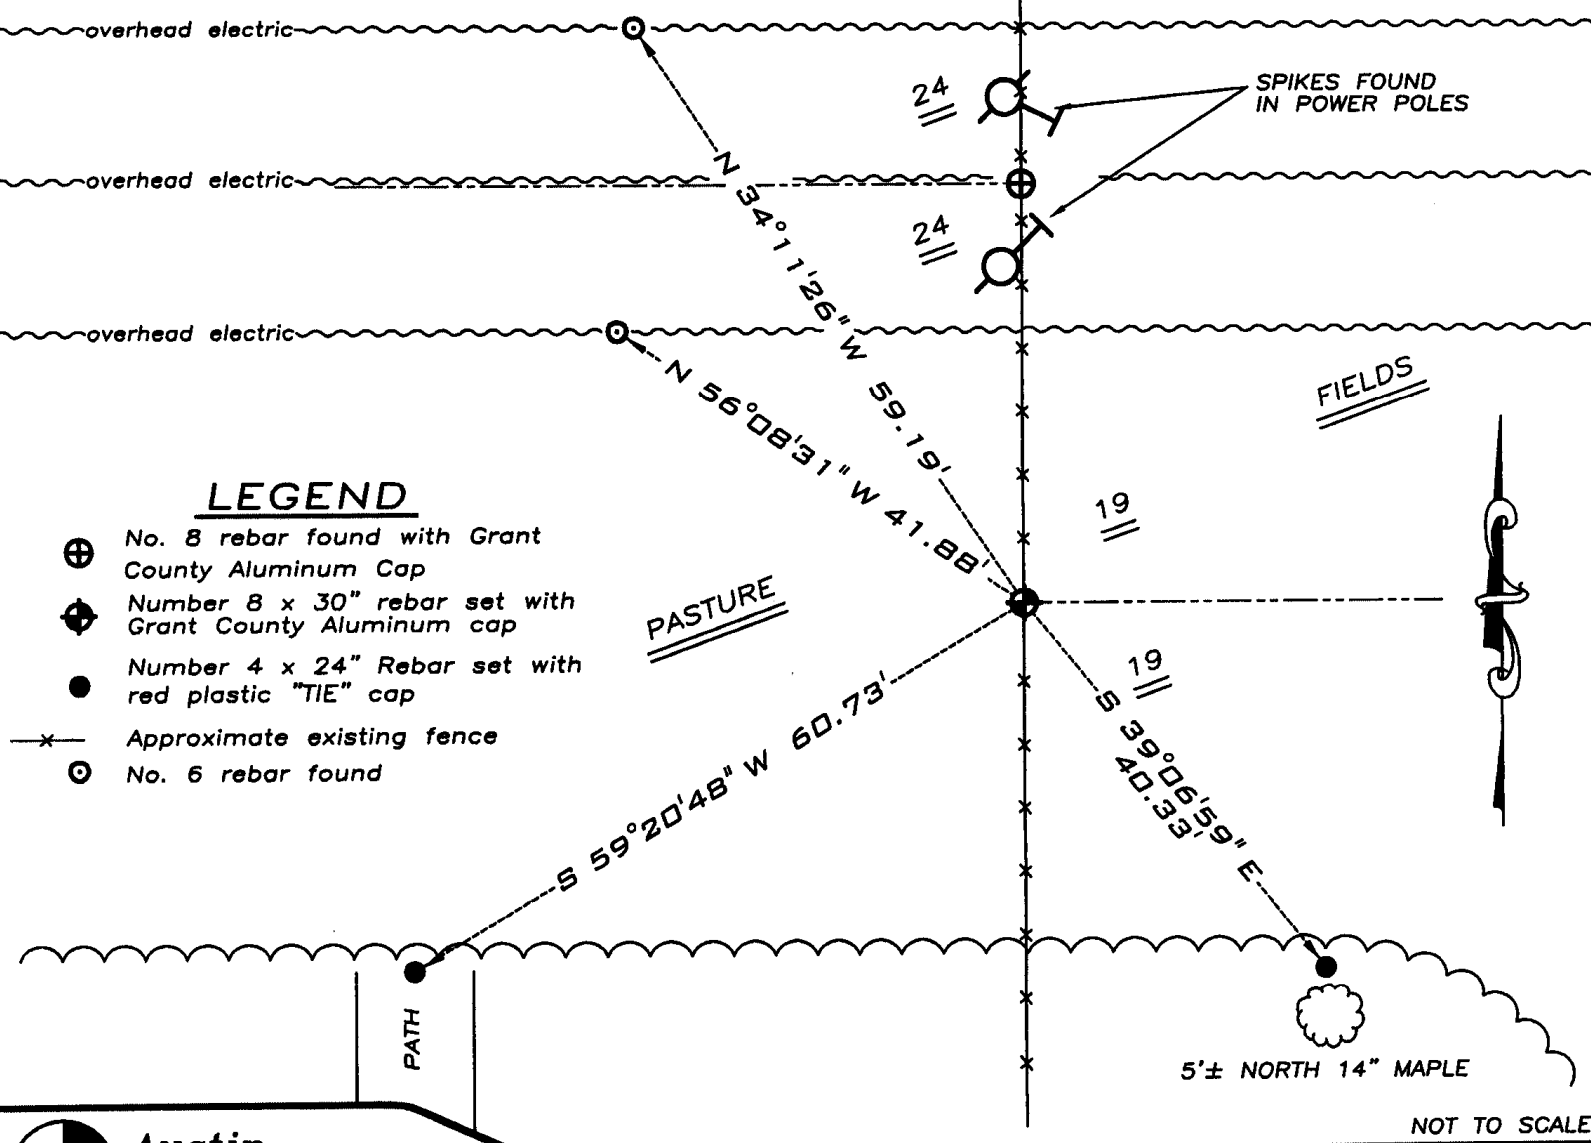 overhead electric
24
SPIKES FOUND
IN POWER POLES
overhead electric
24
overhead electric
N 34°11'26" W 59.19'
N 56°08'31" W 41.88'
FIELDS
LEGEND
No. 8 rebar found with Grant
County Aluminum Cap
Number 8 x 30" rebar set with
Grant County Aluminum cap
Number 4 x 24" Rebar set with
red plastic "TIE" cap
Approximate existing fence
No. 6 rebar found
19
PASTURE
19
S 59°20'48" W 60.73'
S 39°06'59" E
40.33'
PATH
5'± NORTH 14" MAPLE
NOT TO SCALE